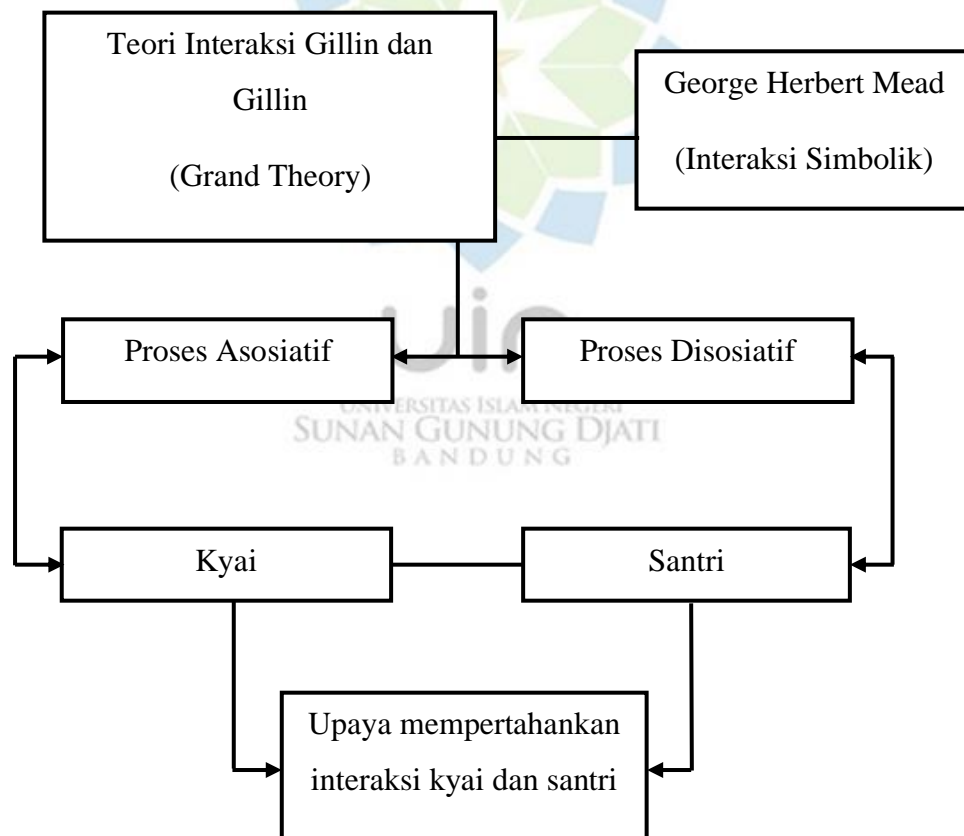 Teori Interaksi Gillin dan
Gillin
(Grand Theory)
George Herbert Mead
(Interaksi Simbolik)
Proses Asosiatif
Proses Disosiatif
uin
UNIVERSITAS ISLAM NEGERI
SUNAN GUNUNG DJATI
BANDUNG
Kyai
Santri
Upaya mempertahankan
interaksi kyai dan santri